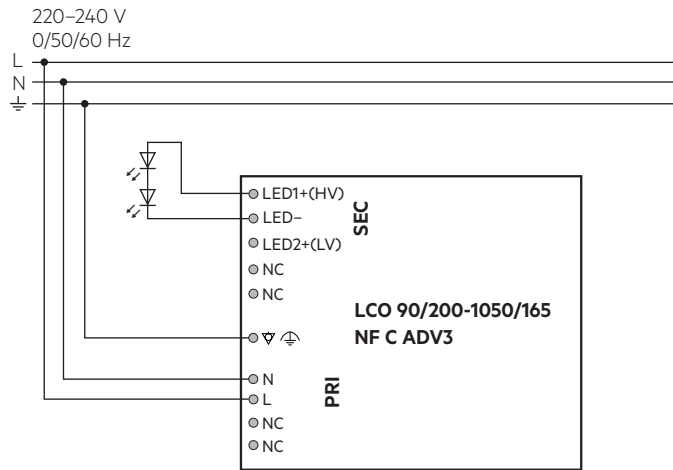 220–240 V
0/50/60 Hz
L
N
LED1+(HV)
LED–
LED2+(LV)
NC
NC
SEC
LCO 90/200-1050/165
NF C ADV3
N
L
NC
NC
PRI